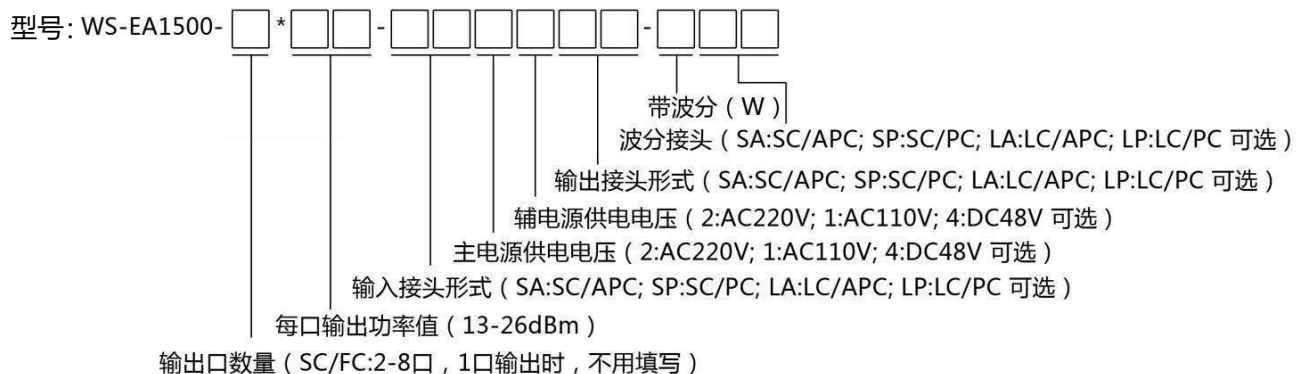 型号: WS-EA1500-□*□□-□□□□□□-□□□
带波分（W）
波分接头（SA:SC/APC; SP:SC/PC; LA:LC/APC; LP:LC/PC 可选）
输出接头形式（SA:SC/APC; SP:SC/PC; LA:LC/APC; LP:LC/PC 可选）
辅电源供电电压（2:AC220V; 1:AC110V; 4:DC48V 可选）
主电源供电电压（2:AC220V; 1:AC110V; 4:DC48V 可选）
输入接头形式（SA:SC/APC; SP:SC/PC; LA:LC/APC; LP:LC/PC 可选）
每口输出功率值（13-26dBm）
输出口数量（SC/FC:2-8口，1口输出时，不用填写）